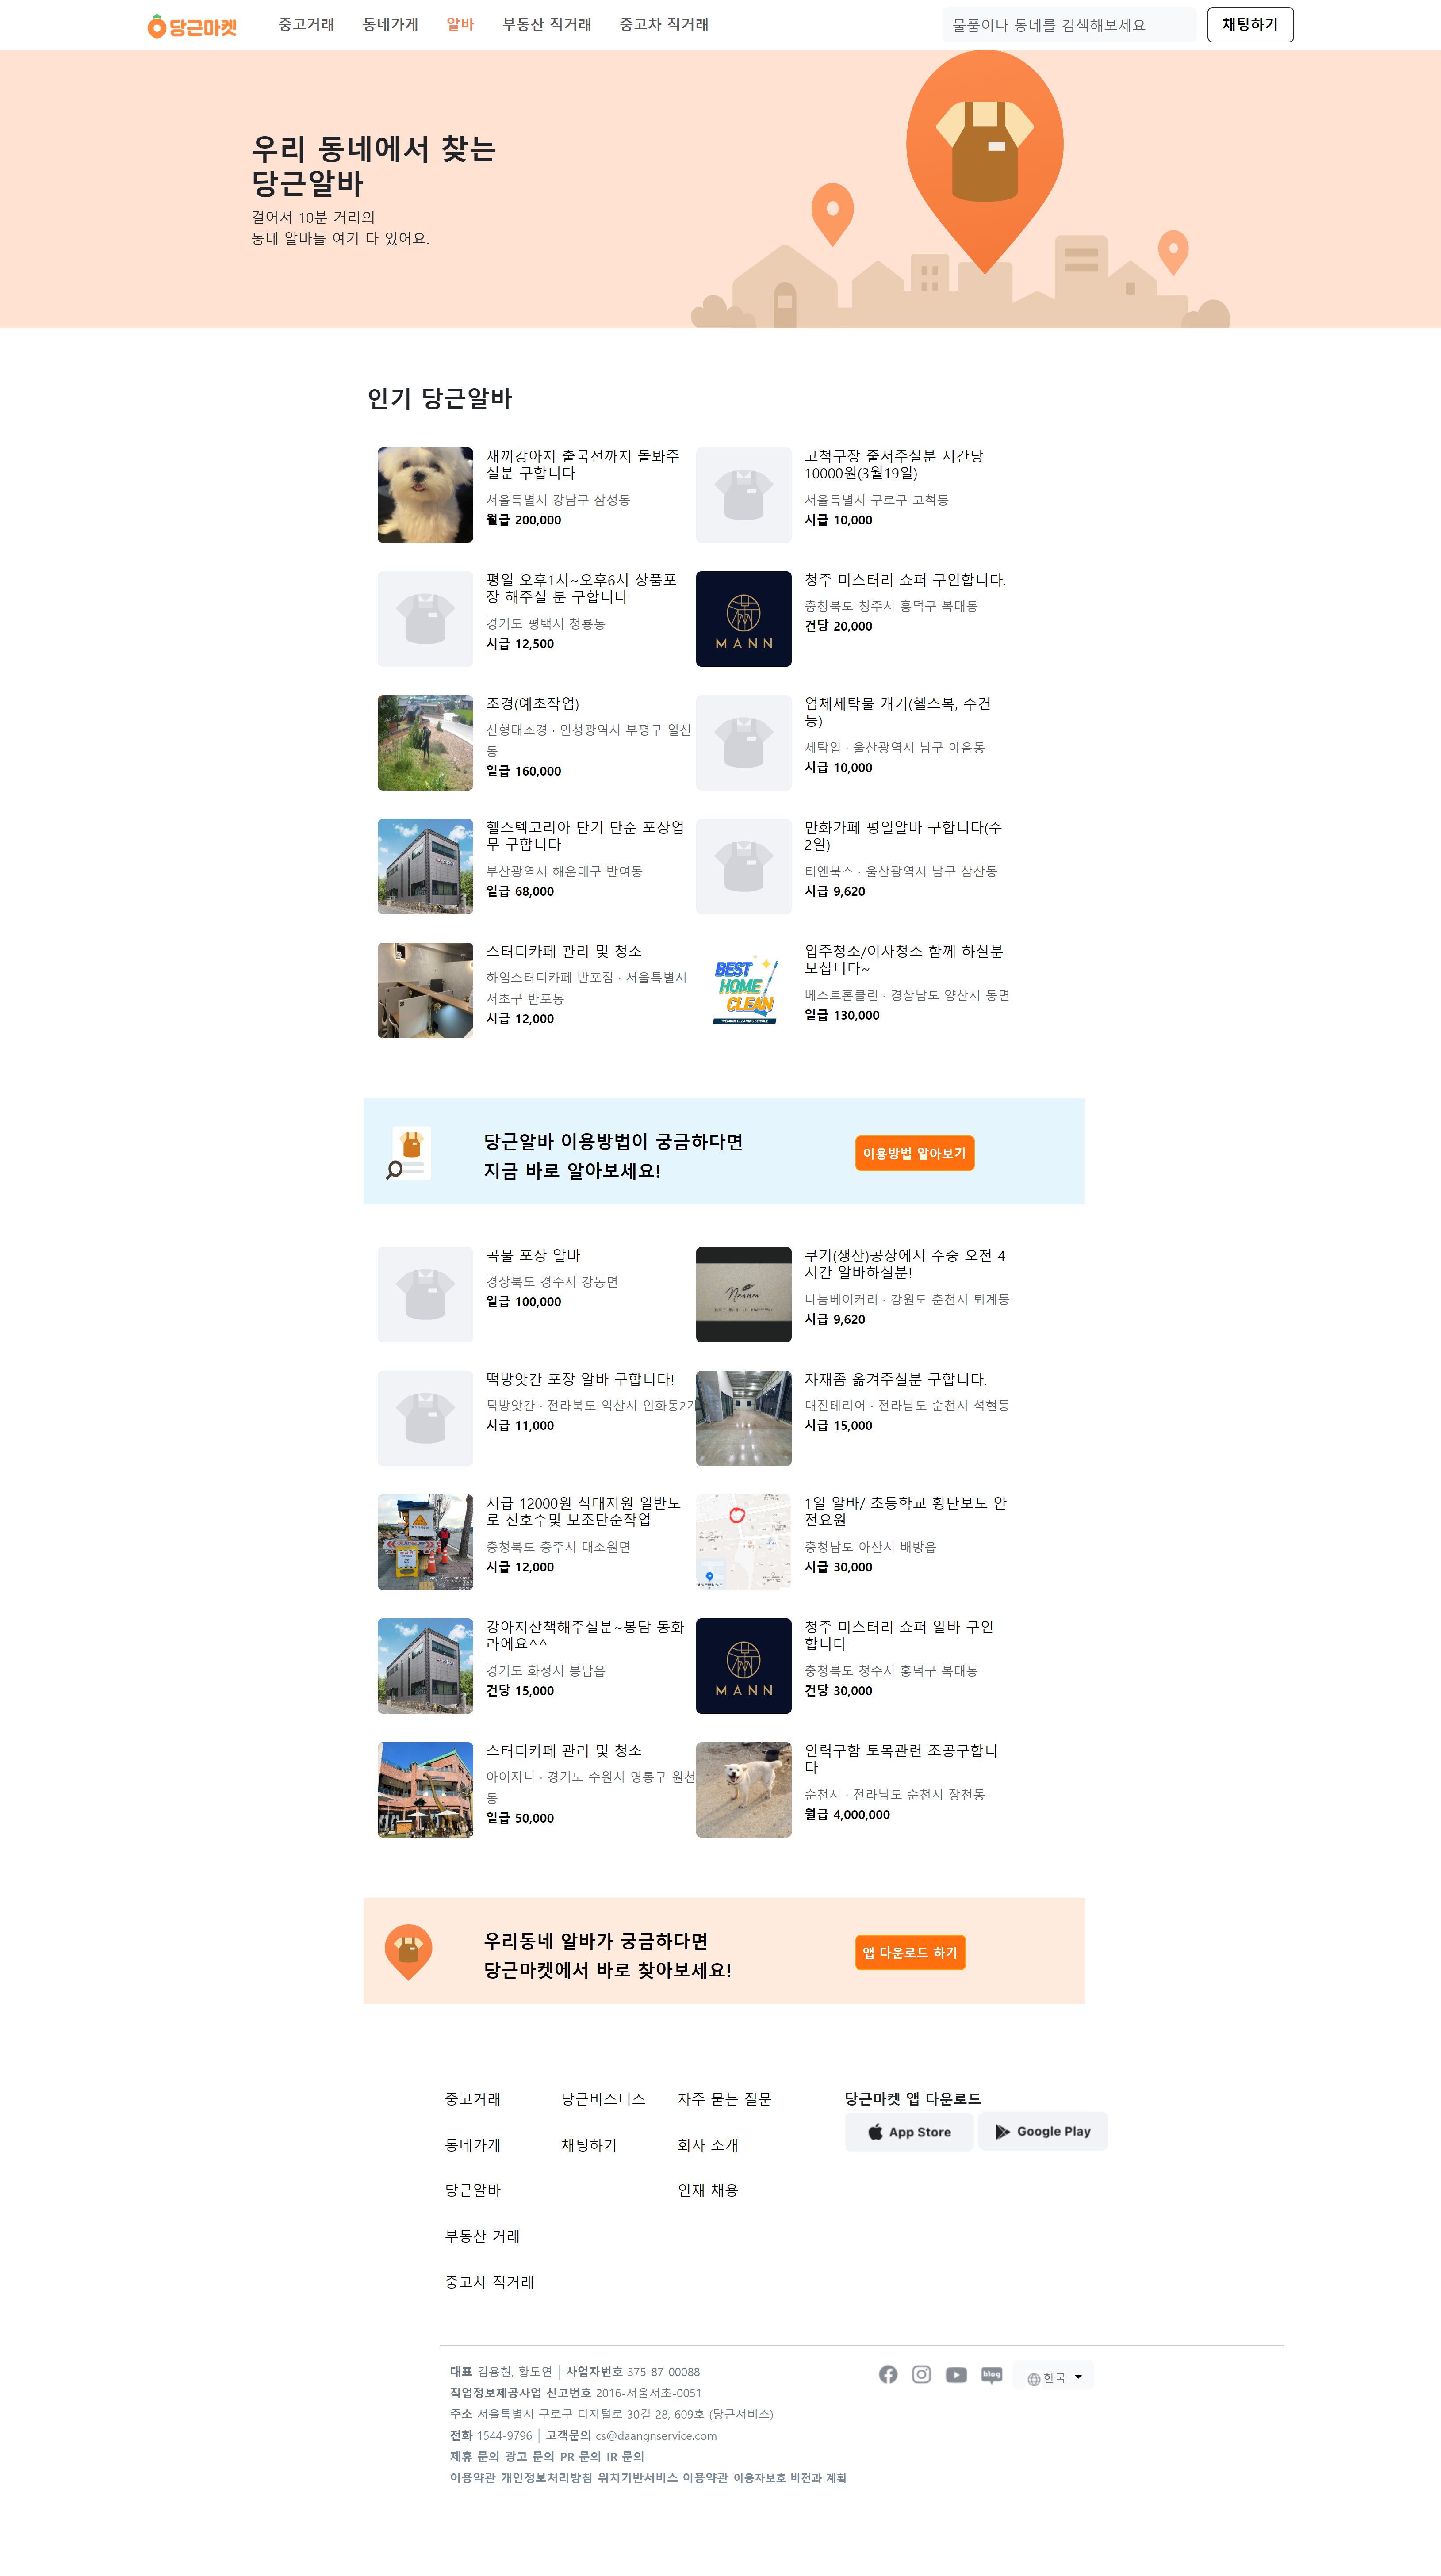 당근마켓
중고거래
동네가게
알바
부동산 직거래
중고차 직거래
물품이나 동네를 검색해보세요
채팅하기
우리 동네에서 찾는
당근알바
걸어서 10분 거리의
동네 알바들 여기 다 있어요.
인기 당근알바
새끼강아지 출국전까지 돌봐주
실분 구합니다
서울특별시 강남구 삼성동
월급 200,000
고척구장 줄서주실분 시간당
10000원(3월19일)
서울특별시 구로구 고척동
시급 10,000
평일 오후1시~오후6시 상품포
장 해주실 분 구합니다
경기도 평택시 청룡동
시급 12,500
MANN
청주 미스터리 쇼퍼 구인합니다.
충청북도 청주시 흥덕구 복대동
건당 20,000
조경(예초작업)
신형대조경 · 인청광역시 부평구 일신
동
일급 160,000
업체세탁물 개기(헬스복, 수건
등)
세탁업 · 울산광역시 남구 야음동
시급 10,000
헬스텍코리아 단기 단순 포장업
무 구합니다
부산광역시 해운대구 반여동
일급 68,000
만화카페 평일알바 구합니다(주
2일)
티엔북스 · 울산광역시 남구 삼산동
시급 9,620
스터디카페 관리 및 청소
하임스터디카페 반포점 · 서울특별시
서초구 반포동
시급 12,000
BEST
HOME
CLEAN
PREMIUM CLEANING SERVICE
입주청소/이사청소 함께 하실분
모십니다~
베스트홈클린 · 경상남도 양산시 동면
일급 130,000
당근알바 이용방법이 궁금하다면
지금 바로 알아보세요!
이용방법 알아보기
곡물 포장 알바
경상북도 경주시 강동면
일급 100,000
쿠키(생산)공장에서 주중 오전 4
시간 알바하실분!
나눔베이커리 · 강원도 춘천시 퇴계동
시급 9,620
떡방앗간 포장 알바 구합니다!
덕방앗간 · 전라북도 익산시 인화동2가
시급 11,000
자재좀 옮겨주실분 구합니다.
대진테리어 · 전라남도 순천시 석현동
시급 15,000
시급 12000원 식대지원 일반도
로 신호수및 보조단순작업
충청북도 충주시 대소원면
시급 12,000
1일 알바/ 초등학교 횡단보도 안
전요원
충청남도 아산시 배방읍
시급 30,000
강아지산책해주실분~봉담 동화
라에요^^
경기도 화성시 봉답읍
건당 15,000
MANN
청주 미스터리 쇼퍼 알바 구인
합니다
충청북도 청주시 흥덕구 복대동
건당 30,000
스터디카페 관리 및 청소
아이지니 · 경기도 수원시 영통구 원천
동
일급 50,000
인력구함 토목관련 조공구합니
다
순천시 · 전라남도 순천시 장천동
월급 4,000,000
우리동네 알바가 궁금하다면
당근마켓에서 바로 찾아보세요!
앱 다운로드 하기
중고거래
당근비즈니스
자주 묻는 질문
당근마켓 앱 다운로드
App Store
Google Play
동네가게
채팅하기
회사 소개
당근알바
인재 채용
부동산 거래
중고차 직거래
대표 김용현, 황도연 | 사업자번호 375-87-00088
blog
한국
직업정보제공사업 신고번호 2016-서울서초-0051
주소 서울특별시 구로구 디지털로 30길 28, 609호 (당근서비스)
전화 1544-9796 | 고객문의 cs@daangnservice.com
제휴 문의 광고 문의 PR 문의 IR 문의
이용약관 개인정보처리방침 위치기반서비스 이용약관 이용자보호 비전과 계획